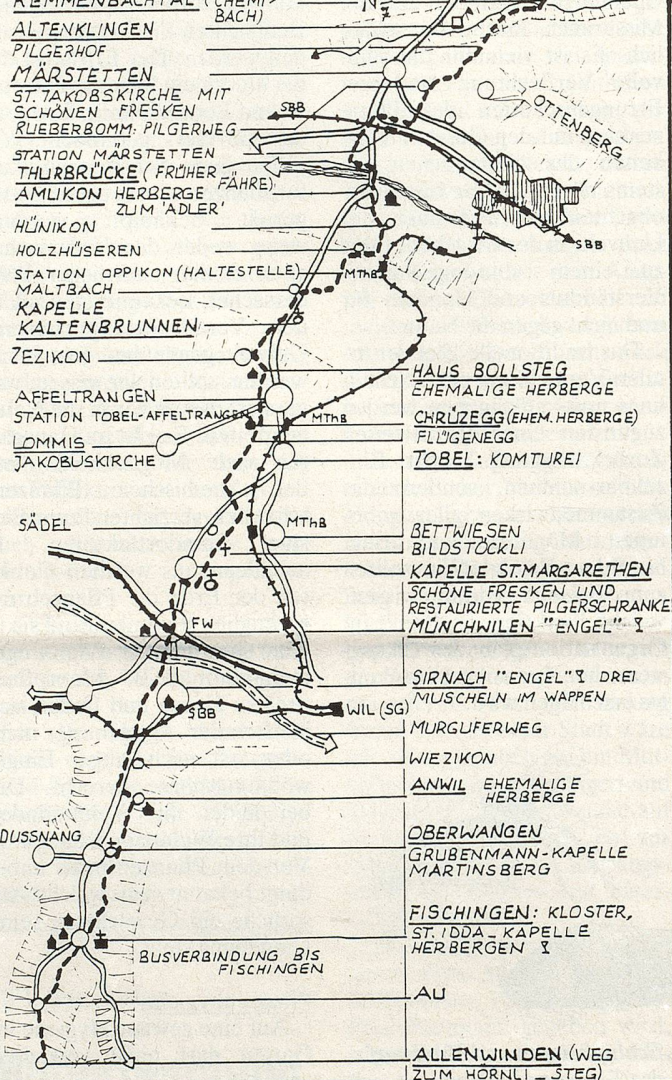 KEMMENBACHTAL (CHEMI-
BACH)
N
ALTENKLINGEN
PILGERHOF
MÄRSTETTEN
ST. JAKOBSKIRCHE MIT
SCHÖNEN FRESKEN
RUEBERBOMM: PILGERWEG
STATION MÄRSTETTEN
THURBRÜCKE (FRÜHER
FÄHRE)
AMLIKON HERBERGE
ZUM 'ADLER'
HÜNIKON
HOLZHÜSEREN
STATION OPPIKON (HALTESTELLE)
MALTBACH
KAPELLE
KALTENBRUNNEN
ZEZIKON
AFFELTRANGEN
STATION TOBEL-AFFELTRANGEN
LOMMIS
JAKOBUSKIRCHE
SÄDEL
SBB
OTTENBERG
SBB
MThB
MThB
MThB
FW
SBB
WIL (SG)
DUSSNANG
BUSVERBINDUNG BIS
FISCHINGEN
HAUS BOLLSTEG
EHEMALIGE HERBERGE
CHRÜZEGG (EHM. HERBERGE)
FLÜGENEGG
TOBEL: KOMTUREI
BETTWIESEN
BILDSTÖCKLI
KAPELLE ST. MARGARETHEN
SCHÖNE FRESKEN UND
RESTAURIERTE PILGERSCHRANKE
MÜNCHWILEN "ENGEL"
SIRNACH "ENGEL" DREI
MUSCHELN IM WAPPEN
MURGUFERWEG
WIEZIKON
ANWIL EHEMALIGE
HERBERGE
OBERWANGEN
GRUBENMANN-KAPELLE
MARTINSBERG
FISCHINGEN: KLOSTER,
ST. IDDA-KAPELLE
HERBERGEN
AU
ALLENWINDEN (WEG
ZUM HÖRNLI-STEG)